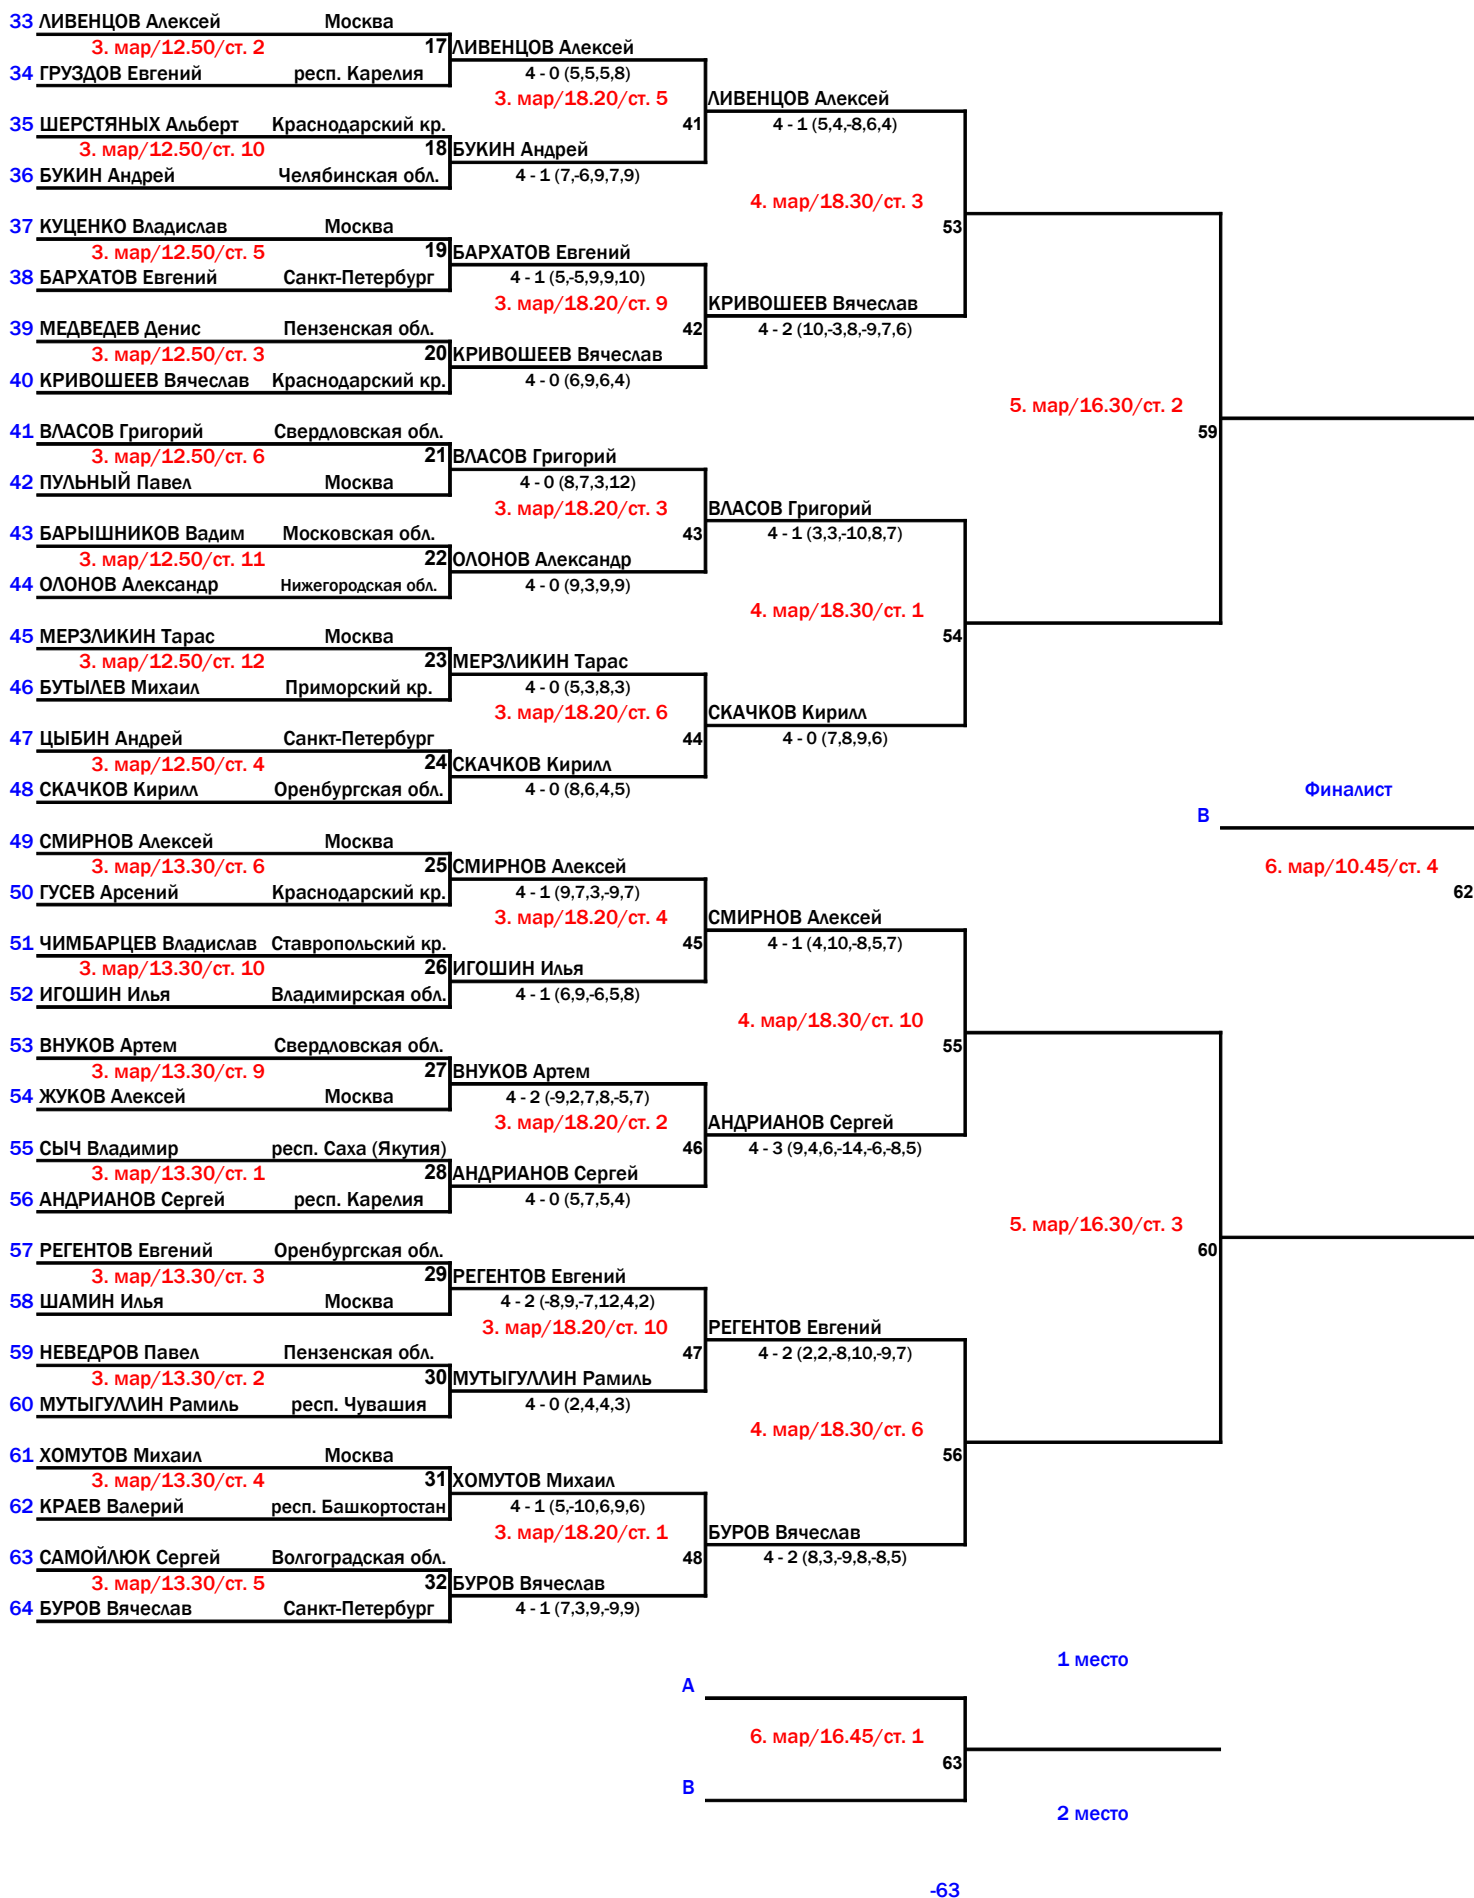 33 ЛИВЕНЦОВ Алексей Москва
3. мар/12.50/ст. 2 17 ЛИВЕНЦОВ Алексей
34 ГРУЗДОВ Евгений респ. Карелия 4 - 0 (5,5,5,8)
3. мар/18.20/ст. 5 ЛИВЕНЦОВ Алексей
35 ШЕРСТЯНЫХ Альберт Краснодарский кр. 41 4 - 1 (5,4,-8,6,4)
3. мар/12.50/ст. 10 18 БУКИН Андрей
36 БУКИН Андрей Челябинская обл. 4 - 1 (7,-6,9,7,9)
4. мар/18.30/ст. 3
37 КУЦЕНКО Владислав Москва 53
3. мар/12.50/ст. 5 19 БАРХАТОВ Евгений
38 БАРХАТОВ Евгений Санкт-Петербург 4 - 1 (5,-5,9,9,10)
3. мар/18.20/ст. 9 КРИВОШЕЕВ Вячеслав
39 МЕДВЕДЕВ Денис Пензенская обл. 42 4 - 2 (10,-3,8,-9,7,6)
3. мар/12.50/ст. 3 20 КРИВОШЕЕВ Вячеслав
40 КРИВОШЕЕВ Вячеслав Краснодарский кр. 4 - 0 (6,9,6,4)
5. мар/16.30/ст. 2
41 ВЛАСОВ Григорий Свердловская обл. 59
3. мар/12.50/ст. 6 21 ВЛАСОВ Григорий
42 ПУЛЬНЫЙ Павел Москва 4 - 0 (8,7,3,12)
3. мар/18.20/ст. 3 ВЛАСОВ Григорий
43 БАРЫШНИКОВ Вадим Московская обл. 43 4 - 1 (3,3,-10,8,7)
3. мар/12.50/ст. 11 22 ОЛОНОВ Александр
44 ОЛОНОВ Александр Нижегородская обл. 4 - 0 (9,3,9,9)
4. мар/18.30/ст. 1
45 МЕРЗЛИКИН Тарас Москва 54
3. мар/12.50/ст. 12 23 МЕРЗЛИКИН Тарас
46 БУТЫЛЕВ Михаил Приморский кр. 4 - 0 (5,3,8,3)
3. мар/18.20/ст. 6 СКАЧКОВ Кирилл
47 ЦЫБИН Андрей Санкт-Петербург 44 4 - 0 (7,8,9,6)
3. мар/12.50/ст. 4 24 СКАЧКОВ Кирилл
48 СКАЧКОВ Кирилл Оренбургская обл. 4 - 0 (8,6,4,5) Финалист
B
49 СМИРНОВ Алексей Москва
3. мар/13.30/ст. 6 25 СМИРНОВ Алексей 6. мар/10.45/ст. 4
50 ГУСЕВ Арсений Краснодарский кр. 4 - 1 (9,7,3,-9,7) 62
3. мар/18.20/ст. 4 СМИРНОВ Алексей
51 ЧИМБАРЦЕВ Владислав Ставропольский кр. 45 4 - 1 (4,10,-8,5,7)
3. мар/13.30/ст. 10 26 ИГОШИН Илья
52 ИГОШИН Илья Владимирская обл. 4 - 1 (6,9,-6,5,8)
4. мар/18.30/ст. 10
53 ВНУКОВ Артем Свердловская обл. 55
3. мар/13.30/ст. 9 27 ВНУКОВ Артем
54 ЖУКОВ Алексей Москва 4 - 2 (-9,2,7,8,-5,7)
3. мар/18.20/ст. 2 АНДРИАНОВ Сергей
55 СЫЧ Владимир респ. Саха (Якутия) 46 4 - 3 (9,4,6,-14,-6,-8,5)
3. мар/13.30/ст. 1 28 АНДРИАНОВ Сергей
56 АНДРИАНОВ Сергей респ. Карелия 4 - 0 (5,7,5,4)
5. мар/16.30/ст. 3
57 РЕГЕНТОВ Евгений Оренбургская обл. 60
3. мар/13.30/ст. 3 29 РЕГЕНТОВ Евгений
58 ШАМИН Илья Москва 4 - 2 (-8,9,-7,12,4,2)
3. мар/18.20/ст. 10 РЕГЕНТОВ Евгений
59 НЕВЕДРОВ Павел Пензенская обл. 47 4 - 2 (2,2,-8,10,-9,7)
3. мар/13.30/ст. 2 30 МУТЫГУЛЛИН Рамиль
60 МУТЫГУЛЛИН Рамиль респ. Чувашия 4 - 0 (2,4,4,3)
4. мар/18.30/ст. 6
61 ХОМУТОВ Михаил Москва 56
3. мар/13.30/ст. 4 31 ХОМУТОВ Михаил
62 КРАЕВ Валерий респ. Башкортостан 4 - 1 (5,-10,6,9,6)
3. мар/18.20/ст. 1 БУРОВ Вячеслав
63 САМОЙЛЮК Сергей Волгоградская обл. 48 4 - 2 (8,3,-9,8,-8,5)
3. мар/13.30/ст. 5 32 БУРОВ Вячеслав
64 БУРОВ Вячеслав Санкт-Петербург 4 - 1 (7,3,9,-9,9)
1 место
A
6. мар/16.45/ст. 1
63
B
2 место
-63